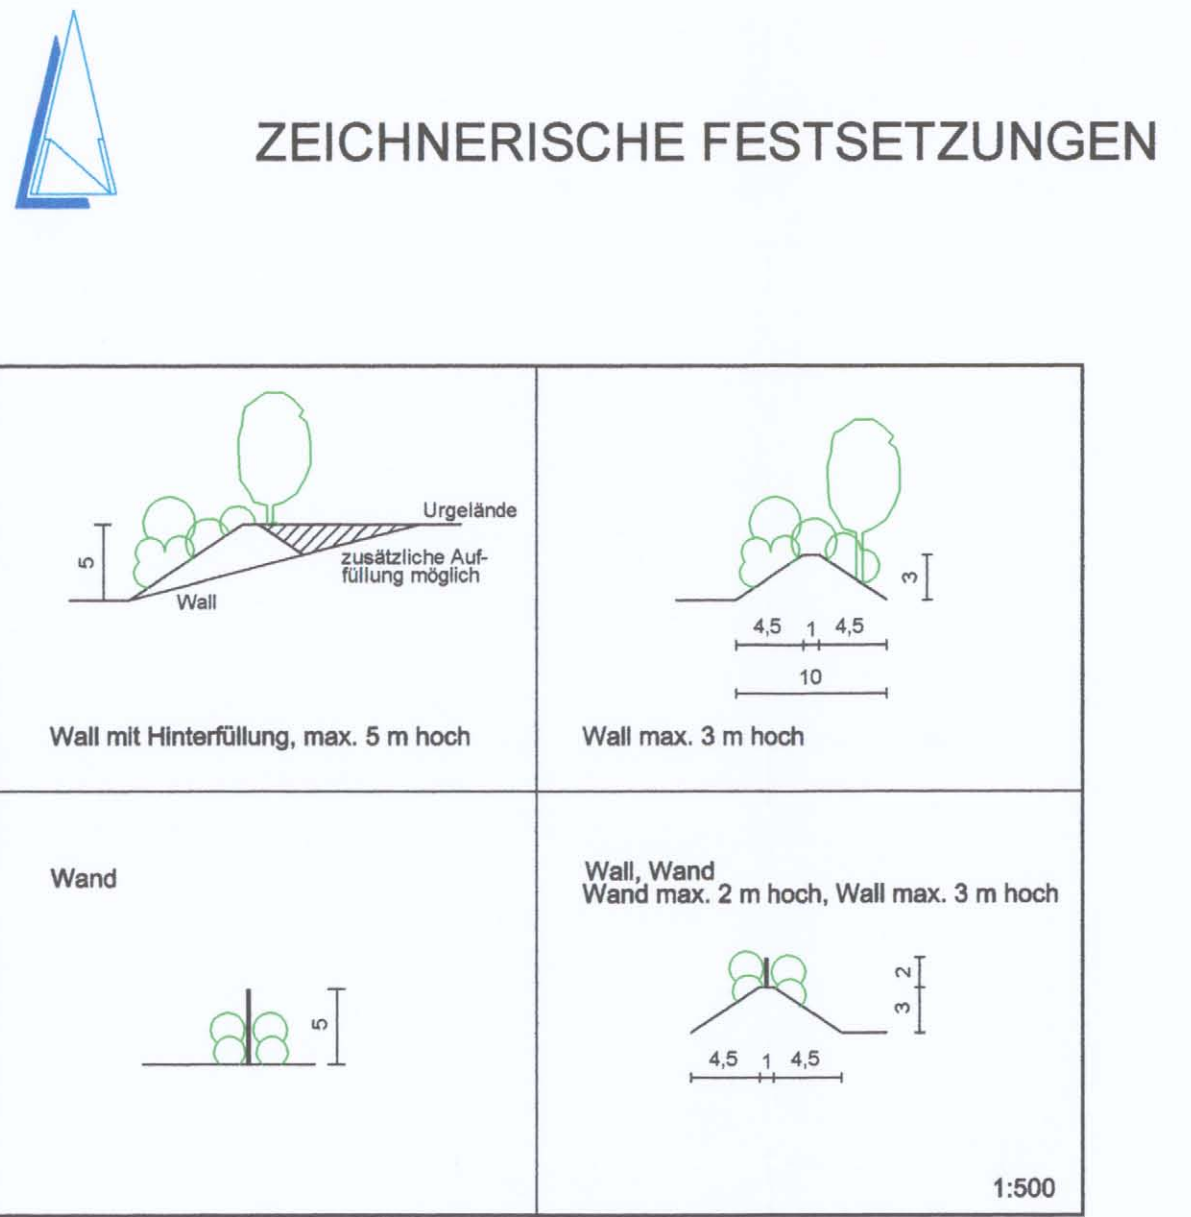 ZEICHNERISCHE FESTSETZUNGEN
Urgelände
5
zusätzliche Auf-
füllung möglich
Wall
Wall mit Hinterfüllung, max. 5 m hoch
3
4,5 1 4,5
10
Wall max. 3 m hoch
Wand
5
Wall, Wand
Wand max. 2 m hoch, Wall max. 3 m hoch
2
3
4,5 1 4,5
1:500